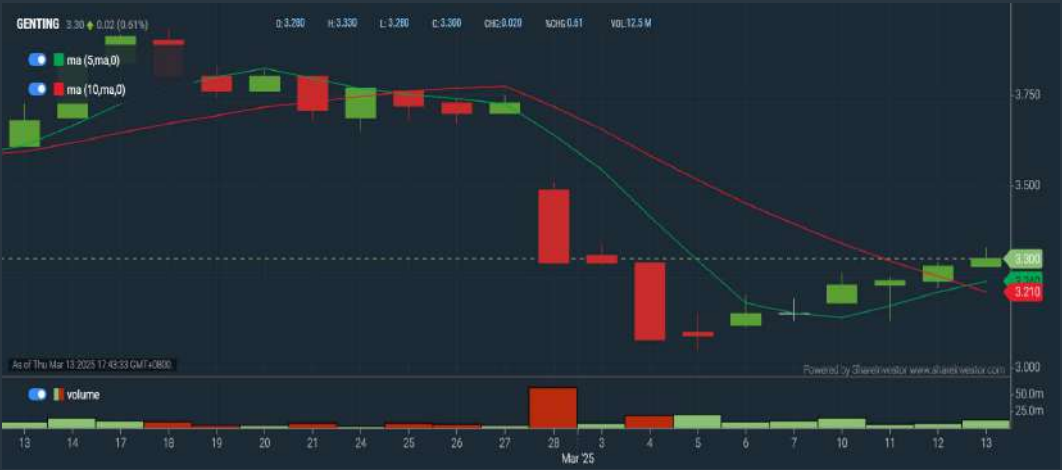 GENTING 3.30 0.02 (0.61%) O: 3.280 H: 3.330 L: 3.280 C: 3.300 CHG:0.020 %CHG:0.61 VOL:12.5 M
ma (5,ma,0)
ma (10,ma,0)
3.750
3.500
3.300
3.210
3.000
As of Thu Mar 13 2025 17:43:33 GMT+0800
Powered by ShareInvestor www.shareinvestor.com
volume
50.0m
25.0m
13 14 17 18 19 20 21 24 25 26 27 28 3 4 5 6 7 10 11 12 13
Mar '25